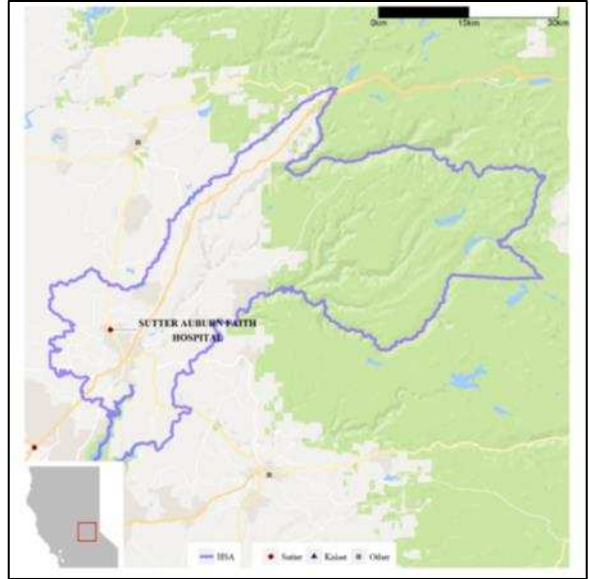 0km 15km 30km
SUTTER AUBURN FAITH
HOSPITAL
HSA Sutter Kaiser Other